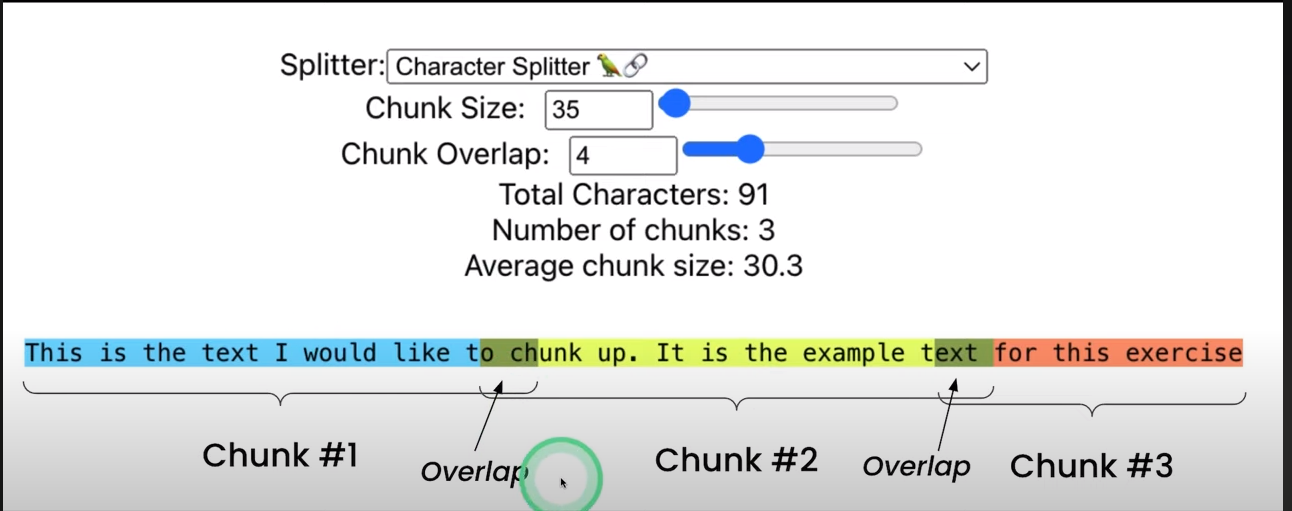 Splitter: Character Splitter 🦜🔗
Chunk Size: 35
Chunk Overlap: 4
Total Characters: 91
Number of chunks: 3
Average chunk size: 30.3
This is the text I would like to chunk up. It is the example text for this exercise
Chunk #1
Overlap
Chunk #2
Overlap
Chunk #3